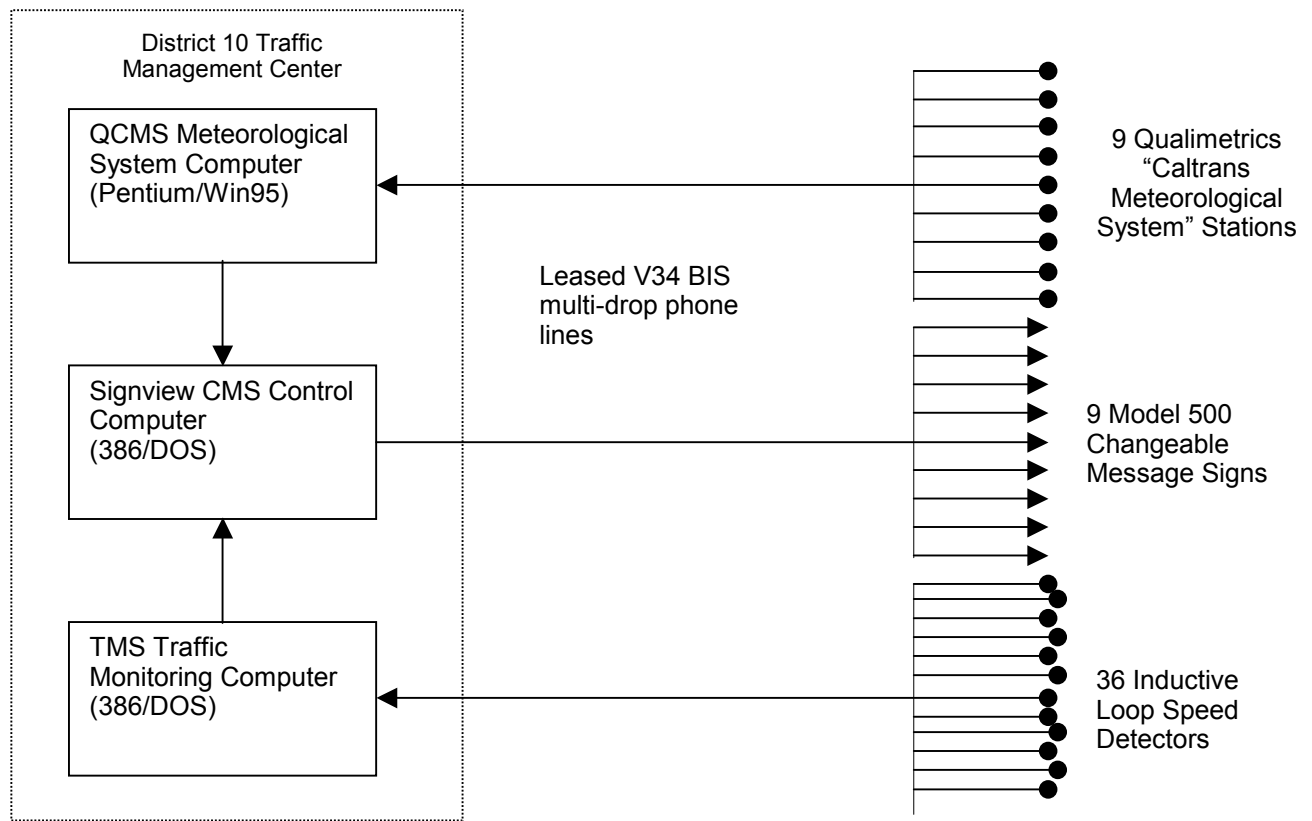 District 10 Traffic
Management Center
QCMS Meteorological
System Computer
(Pentium/Win95)
Signview CMS Control
Computer
(386/DOS)
TMS Traffic
Monitoring Computer
(386/DOS)
Leased V34 BIS
multi-drop phone
lines
9 Qualimetrics
“Caltrans
Meteorological
System” Stations
9 Model 500
Changeable
Message Signs
36 Inductive
Loop Speed
Detectors